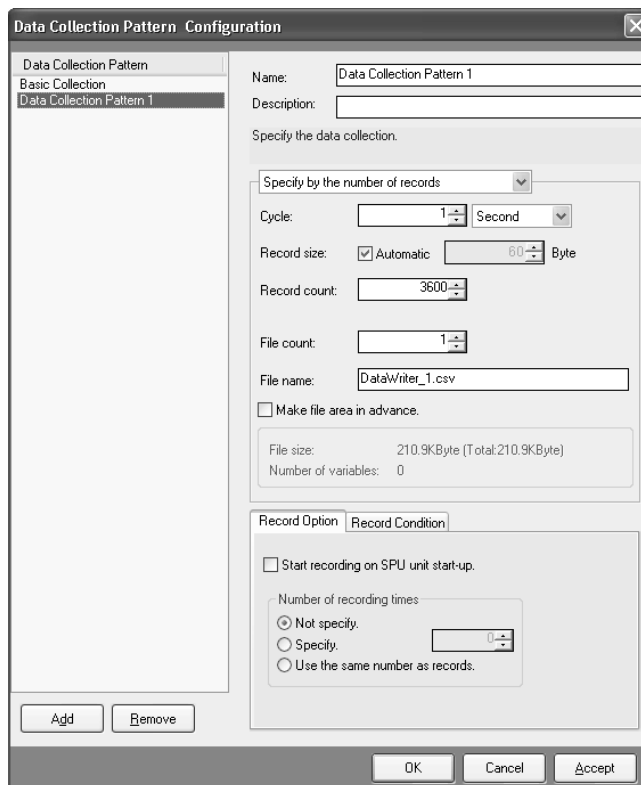 Data Collection Pattern  Configuration
Data Collection Pattern
Basic Collection
Data Collection Pattern 1
Add
Remove
Name:
Data Collection Pattern 1
Description:
Specify the data collection.
Specify by the number of records
Cycle: 1 Second
Record size: Automatic 60 Byte
Record count: 3600
File count: 1
File name: DataWriter_1.csv
Make file area in advance.
File size: 210.9KByte (Total:210.9KByte)
Number of variables: 0
Record Option Record Condition
Start recording on SPU unit start-up.
Number of recording times
Not specify.
Specify. 0
Use the same number as records.
OK Cancel Accept